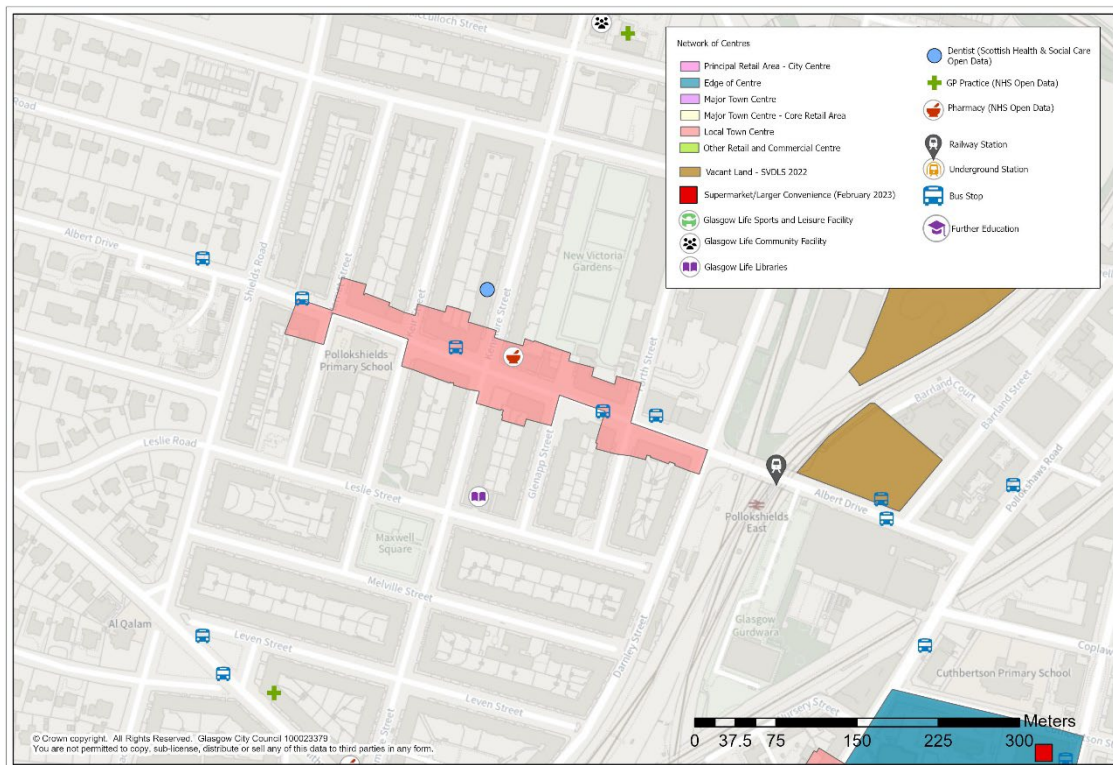 McCulloch Street
Network of Centres
Principal Retail Area - City Centre
Edge of Centre
Major Town Centre
Major Town Centre - Core Retail Area
Local Town Centre
Other Retail and Commercial Centre
Vacant Land - SVDLS 2022
Supermarket/Larger Convenience (February 2023)
Glasgow Life Sports and Leisure Facility
Glasgow Life Community Facility
Glasgow Life Libraries
Dentist (Scottish Health & Social Care
Open Data)
GP Practice (NHS Open Data)
Pharmacy (NHS Open Data)
Railway Station
Underground Station
Bus Stop
Further Education
Road
Albert Drive
Shields Road
Street
New Victoria
Gardens
Street
Pollokshields
Primary School
Barrland Court
Barrland Street
Leslie Road
Leslie Street
Glenapp Street
Pollokshaws Road
Albert Drive
Pollokshields
East
Maxwell
Square
Melville Street
Al Qalam
Leven Street
Leven Street
Darnley Street
Glasgow
Gurdwara
Coplaw
Cuthbertson Primary School
Nursery Street
Meters
0 37.5 75 150 225 300
© Crown copyright. All Rights Reserved. Glasgow City Council 100023379
You are not permitted to copy, sub-license, distribute or sell any of this data to third parties in any form.